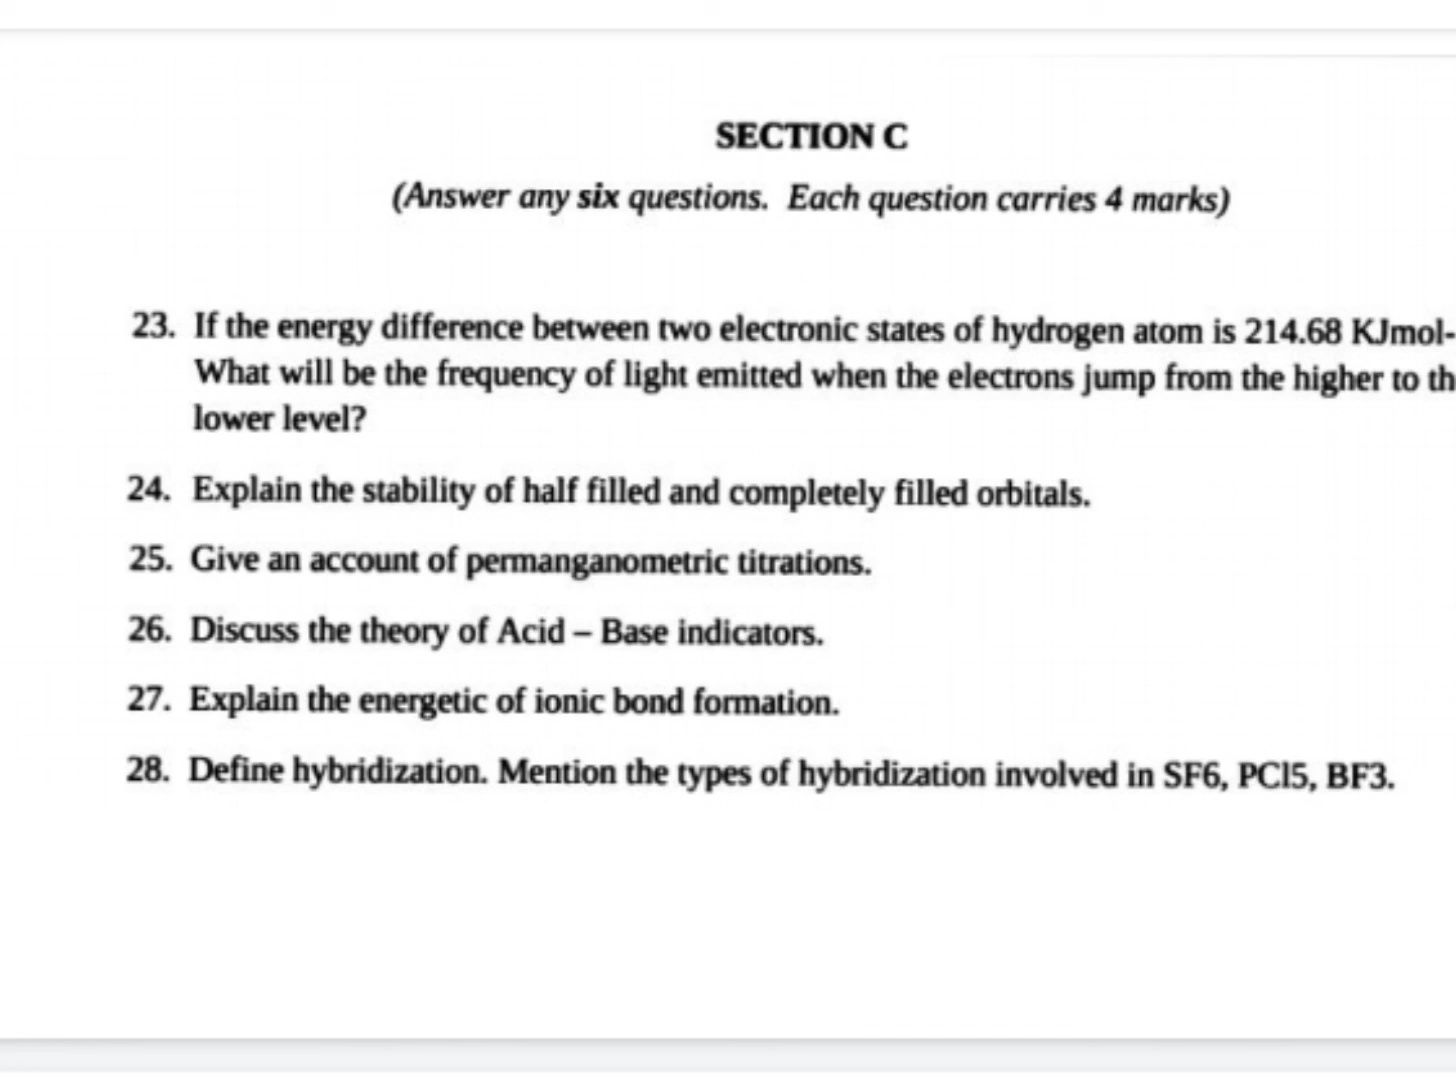 SECTION C
(Answer any six questions. Each question carries 4 marks)
23. If the energy difference between two electronic states of hydrogen atom is 214.68 KJmol-
What will be the frequency of light emitted when the electrons jump from the higher to th
lower level?
24. Explain the stability of half filled and completely filled orbitals.
25. Give an account of permanganometric titrations.
26. Discuss the theory of Acid – Base indicators.
27. Explain the energetic of ionic bond formation.
28. Define hybridization. Mention the types of hybridization involved in SF6, PCl5, BF3.